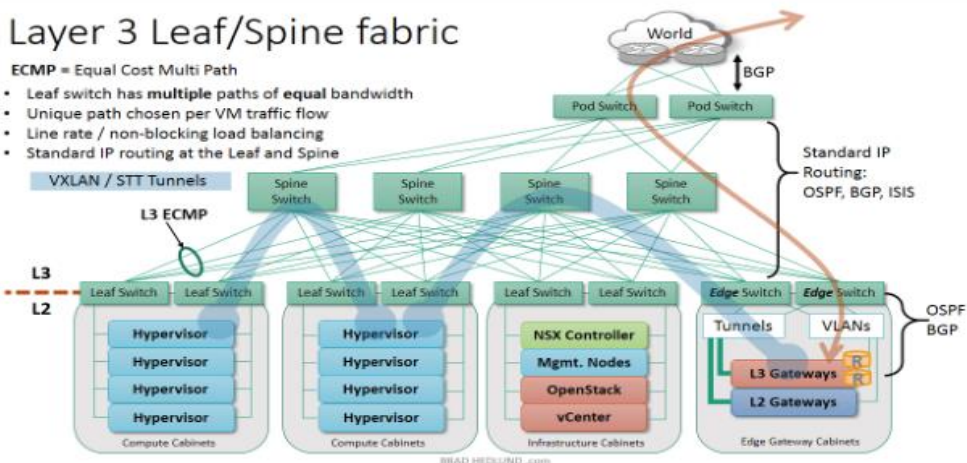 Layer 3 Leaf/Spine fabric
ECMP = Equal Cost Multi Path
• Leaf switch has multiple paths of equal bandwidth
• Unique path chosen per VM traffic flow
• Line rate / non-blocking load balancing
• Standard IP routing at the Leaf and Spine
VXLAN / STT Tunnels
L3 ECMP
World
BGP
Pod Switch
Pod Switch
Standard IP
Routing:
OSPF, BGP, ISIS
Spine
Switch
Spine
Switch
Spine
Switch
Spine
Switch
L3
L2
Leaf Switch
Leaf Switch
Leaf Switch
Leaf Switch
Leaf Switch
Leaf Switch
Edge Switch
Edge Switch
OSPF
BGP
Hypervisor
Hypervisor
Hypervisor
Hypervisor
Compute Cabinets
Hypervisor
Hypervisor
Hypervisor
Hypervisor
Compute Cabinets
NSX Controller
Mgmt. Nodes
OpenStack
vCenter
Infrastructure Cabinets
Tunnels
VLANs
L3 Gateways
R
R
L2 Gateways
Edge Gateway Cabinets
BRAD HEDLUND .com